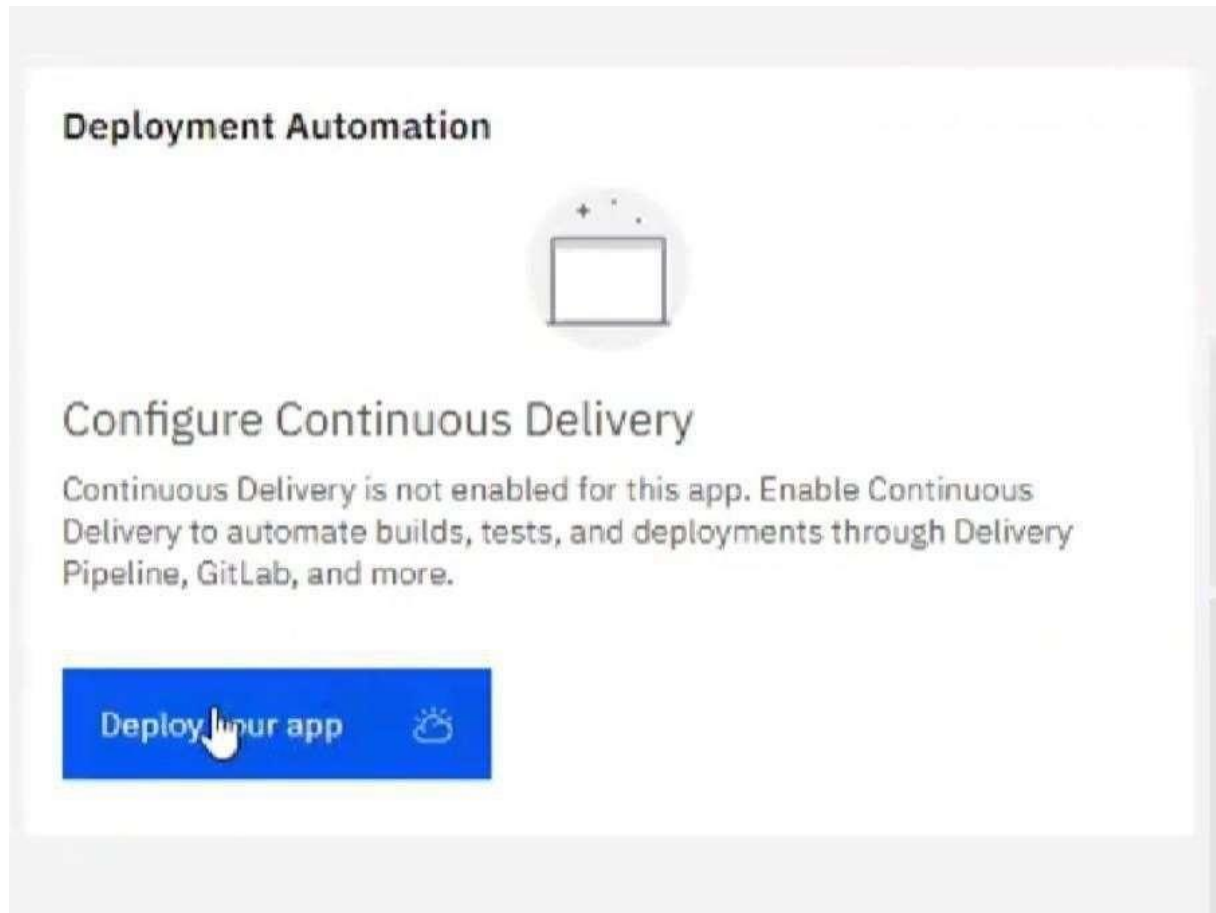 Deployment Automation
Configure Continuous Delivery
Continuous Delivery is not enabled for this app. Enable Continuous
Delivery to automate builds, tests, and deployments through Delivery
Pipeline, GitLab, and more.
Deploy your app